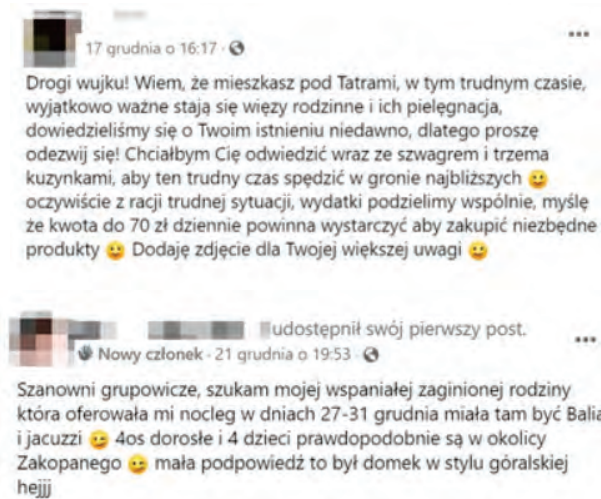 17 grudnia o 16:17 ·
Drogi wujku! Wiem, że mieszkasz pod Tatrami, w tym trudnym czasie,
wyjątkowo ważne stają się więzy rodzinne i ich pielęgnacja,
dowiedzieliśmy się o Twoim istnieniu niedawno, dlatego proszę
odezwij się! Chciałbym Cię odwiedzić wraz ze szwagrem i trzema
kuzynkami, aby ten trudny czas spędzić w gronie najbliższych 😀
oczywiście z racji trudnej sytuacji, wydatki podzielimy wspólnie, myślę
że kwota do 70 zł dziennie powinna wystarczyć aby zakupić niezbędne
produkty 😀 Dodaję zdjęcie dla Twojej większej uwagi 😀
udostępnił swój pierwszy post.
Nowy członek · 21 grudnia o 19:53 ·
Szanowni grupowicze, szukam mojej wspaniałej zaginionej rodziny
która oferowała mi nocleg w dniach 27-31 grudnia miała tam być Balia
i jacuzzi 😀 4os dorosłe i 4 dzieci prawdopodobnie są w okolicy
Zakopanego 😀 mała podpowiedź to był domek w stylu góralskiej
hejjj